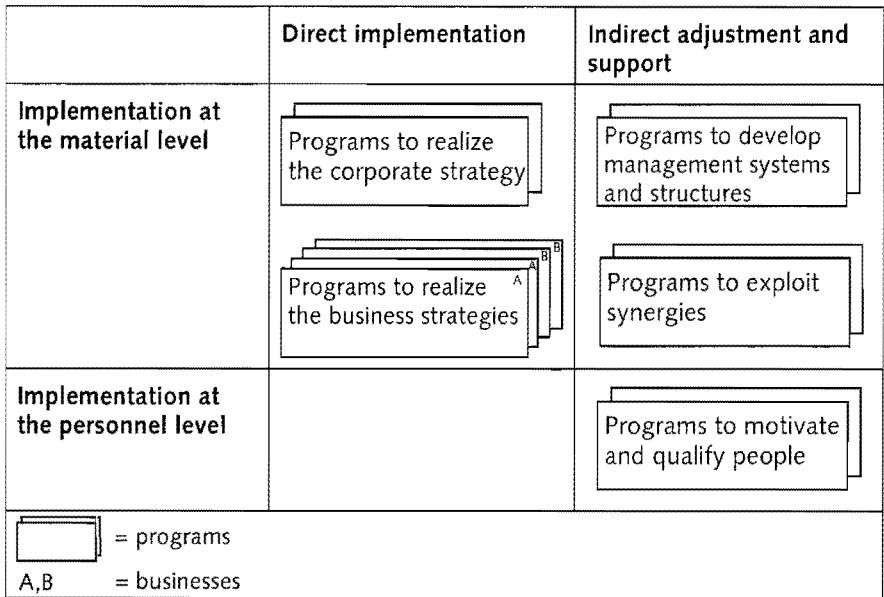 Direct implementation
Indirect adjustment and
support
Implementation at
the material level
Programs to realize
the corporate strategy
Programs to develop
management systems
and structures
B
B
A
A
Programs to realize
the business strategies
Programs to exploit
synergies
Implementation at
the personnel level
Programs to motivate
and qualify people
= programs
A,B = businesses